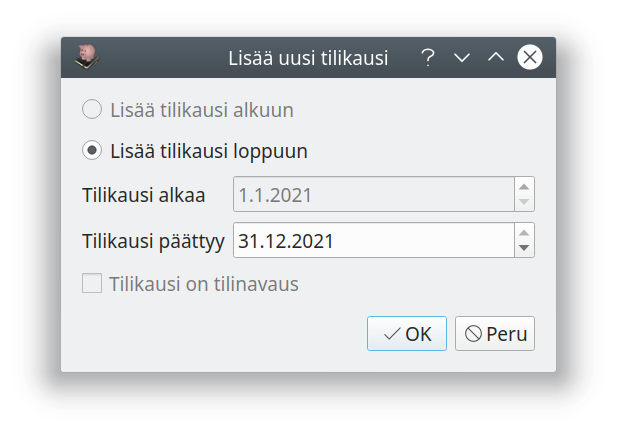 Lisää uusi tilikausi
Lisää tilikausi alkuun
Lisää tilikausi loppuun
Tilikausi alkaa 1.1.2021
Tilikausi päättyy 31.12.2021
Tilikausi on tilinavaus
OK Peru